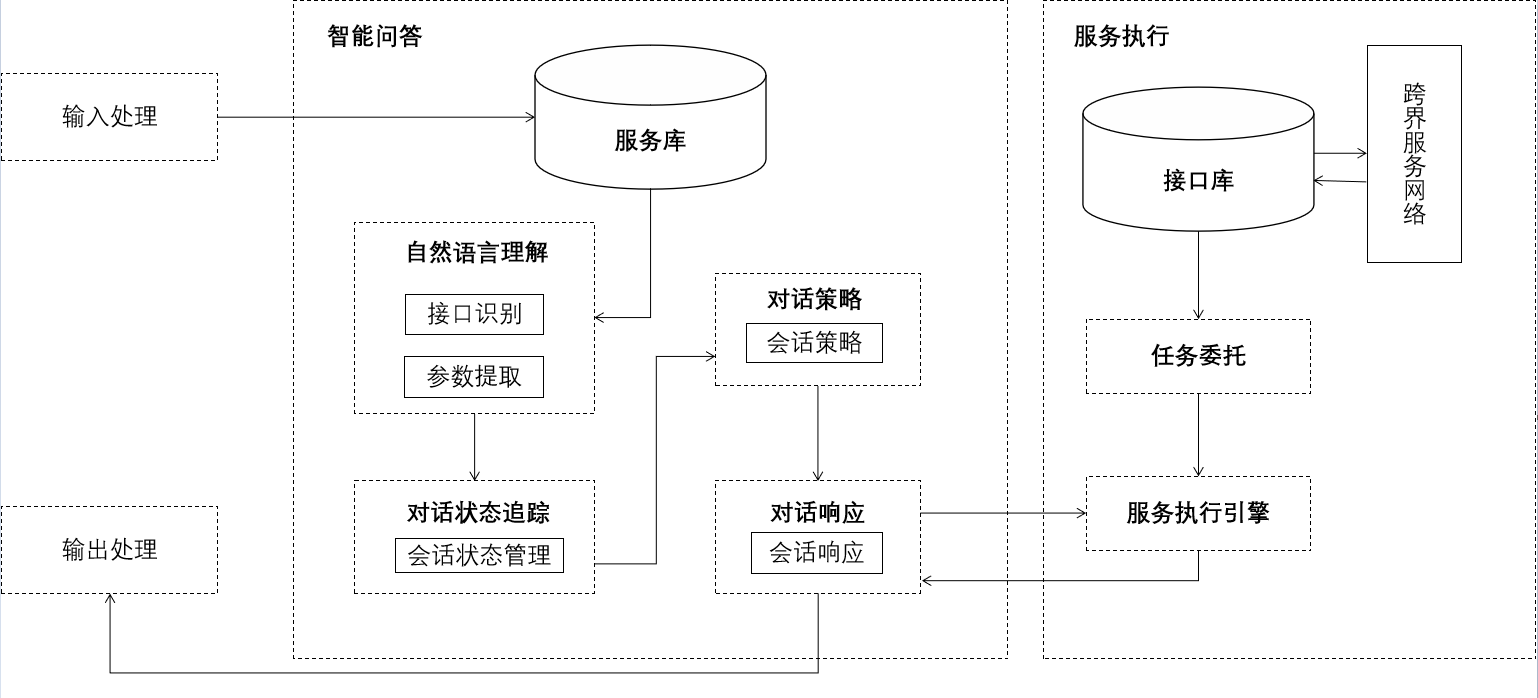 智能问答
服务执行
输入处理
服务库
接口库
跨界服务网络
自然语言理解
接口识别
参数提取
对话策略
会话策略
任务委托
对话状态追踪
会话状态管理
对话响应
会话响应
服务执行引擎
输出处理